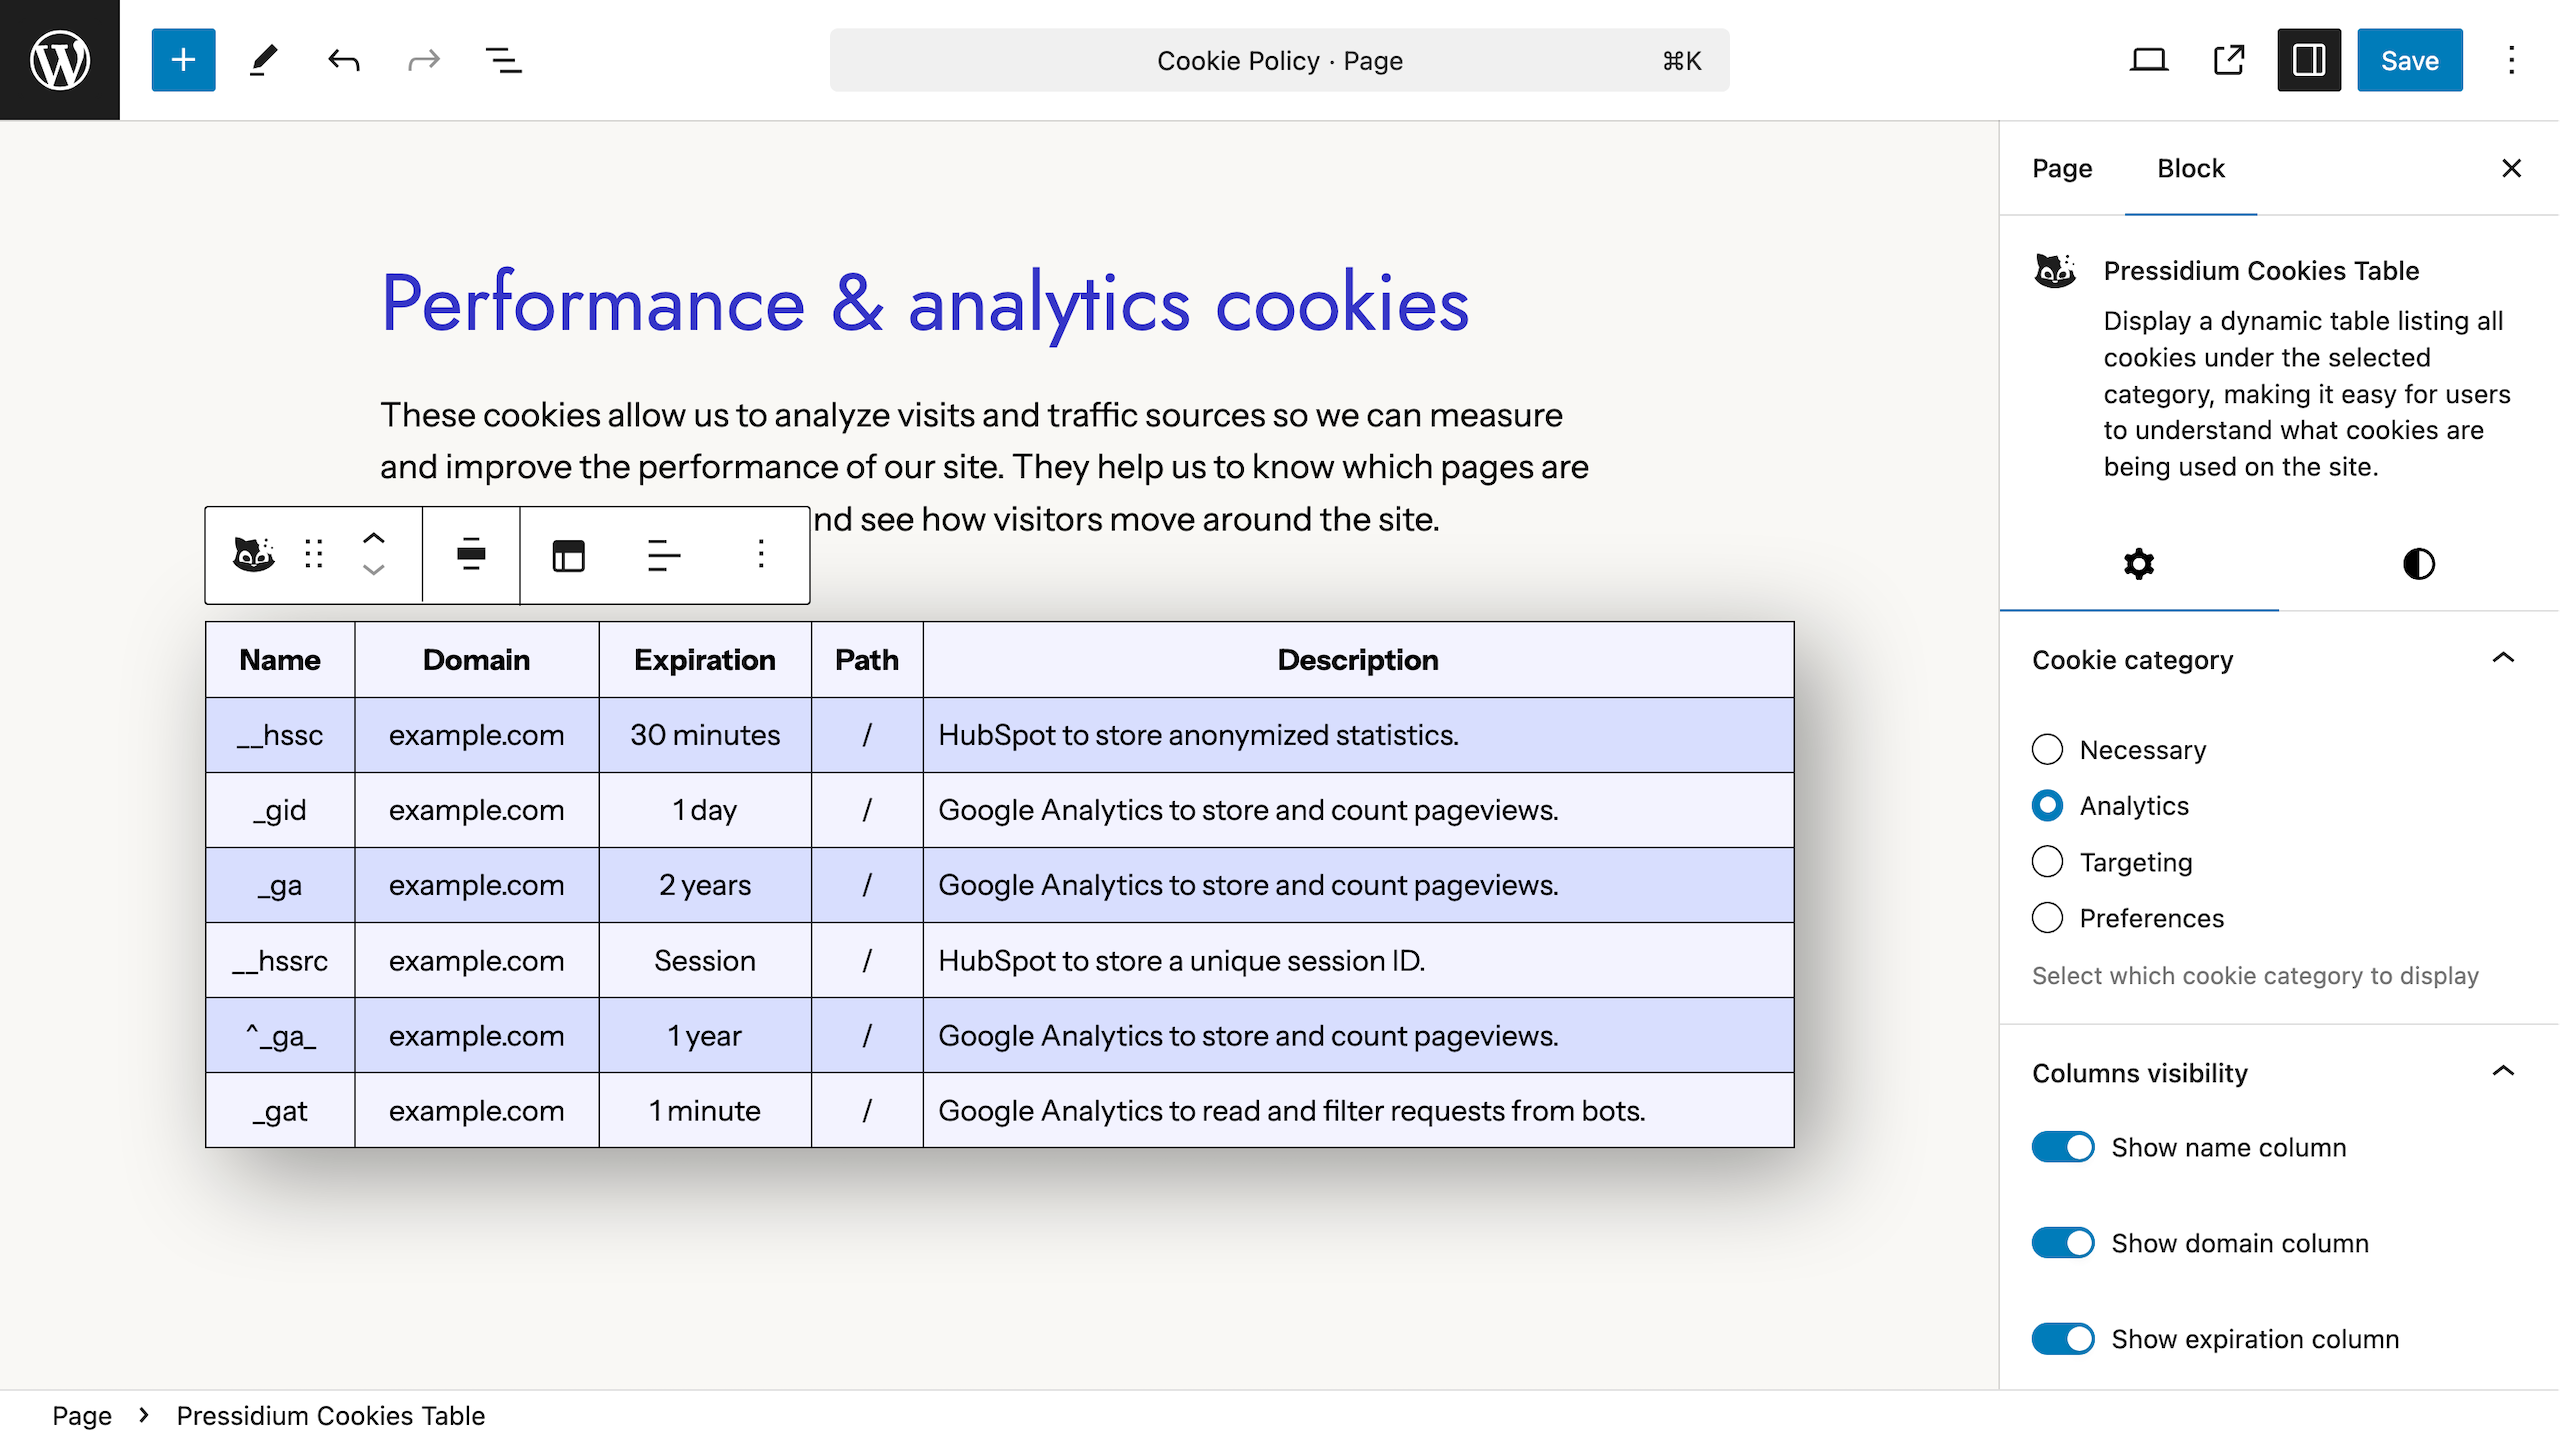 Cookie Policy · Page ⌘K
Save
Performance & analytics cookies
These cookies allow us to analyze visits and traffic sources so we can measure
and improve the performance of our site. They help us to know which pages are
nd see how visitors move around the site.
Name Domain Expiration Path Description
__hssc example.com 30 minutes / HubSpot to store anonymized statistics.
_gid example.com 1 day / Google Analytics to store and count pageviews.
_ga example.com 2 years / Google Analytics to store and count pageviews.
__hssrc example.com Session / HubSpot to store a unique session ID.
^_ga_ example.com 1 year / Google Analytics to store and count pageviews.
_gat example.com 1 minute / Google Analytics to read and filter requests from bots.
Page Block
Pressidium Cookies Table
Display a dynamic table listing all
cookies under the selected
category, making it easy for users
to understand what cookies are
being used on the site.
Cookie category
Necessary
Analytics
Targeting
Preferences
Select which cookie category to display
Columns visibility
Show name column
Show domain column
Show expiration column
Page › Pressidium Cookies Table